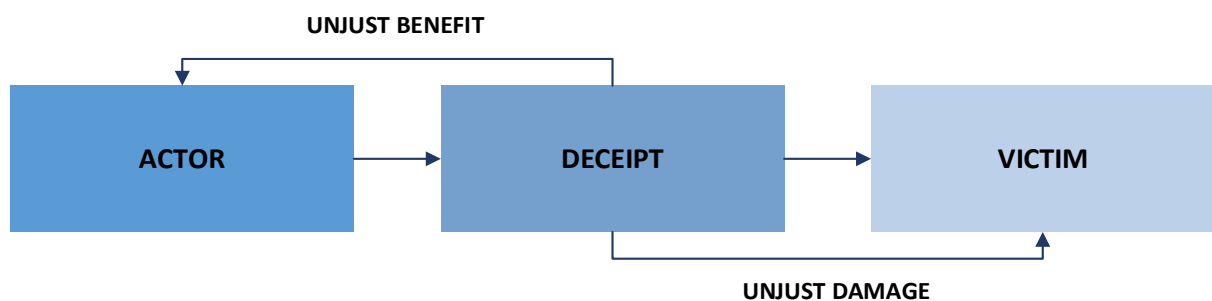 UNJUST BENEFIT
ACTOR
DECEIPT
VICTIM
UNJUST DAMAGE